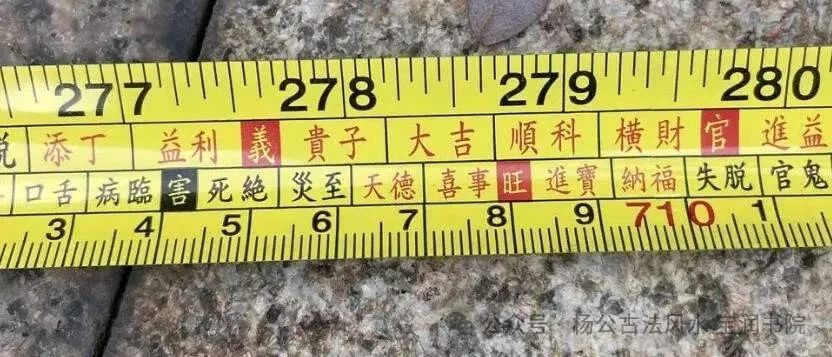 277 278 279 280
脱 添丁 益利 義 貴子 大吉 順科 橫財 官 進益
口舌 病臨 害 死絶 災至 天德 喜事 旺 進寶 納福 失脱 官鬼
3 4 5 6 7 8 9 710 1
公众号 · 杨公古法风水 宝润书院